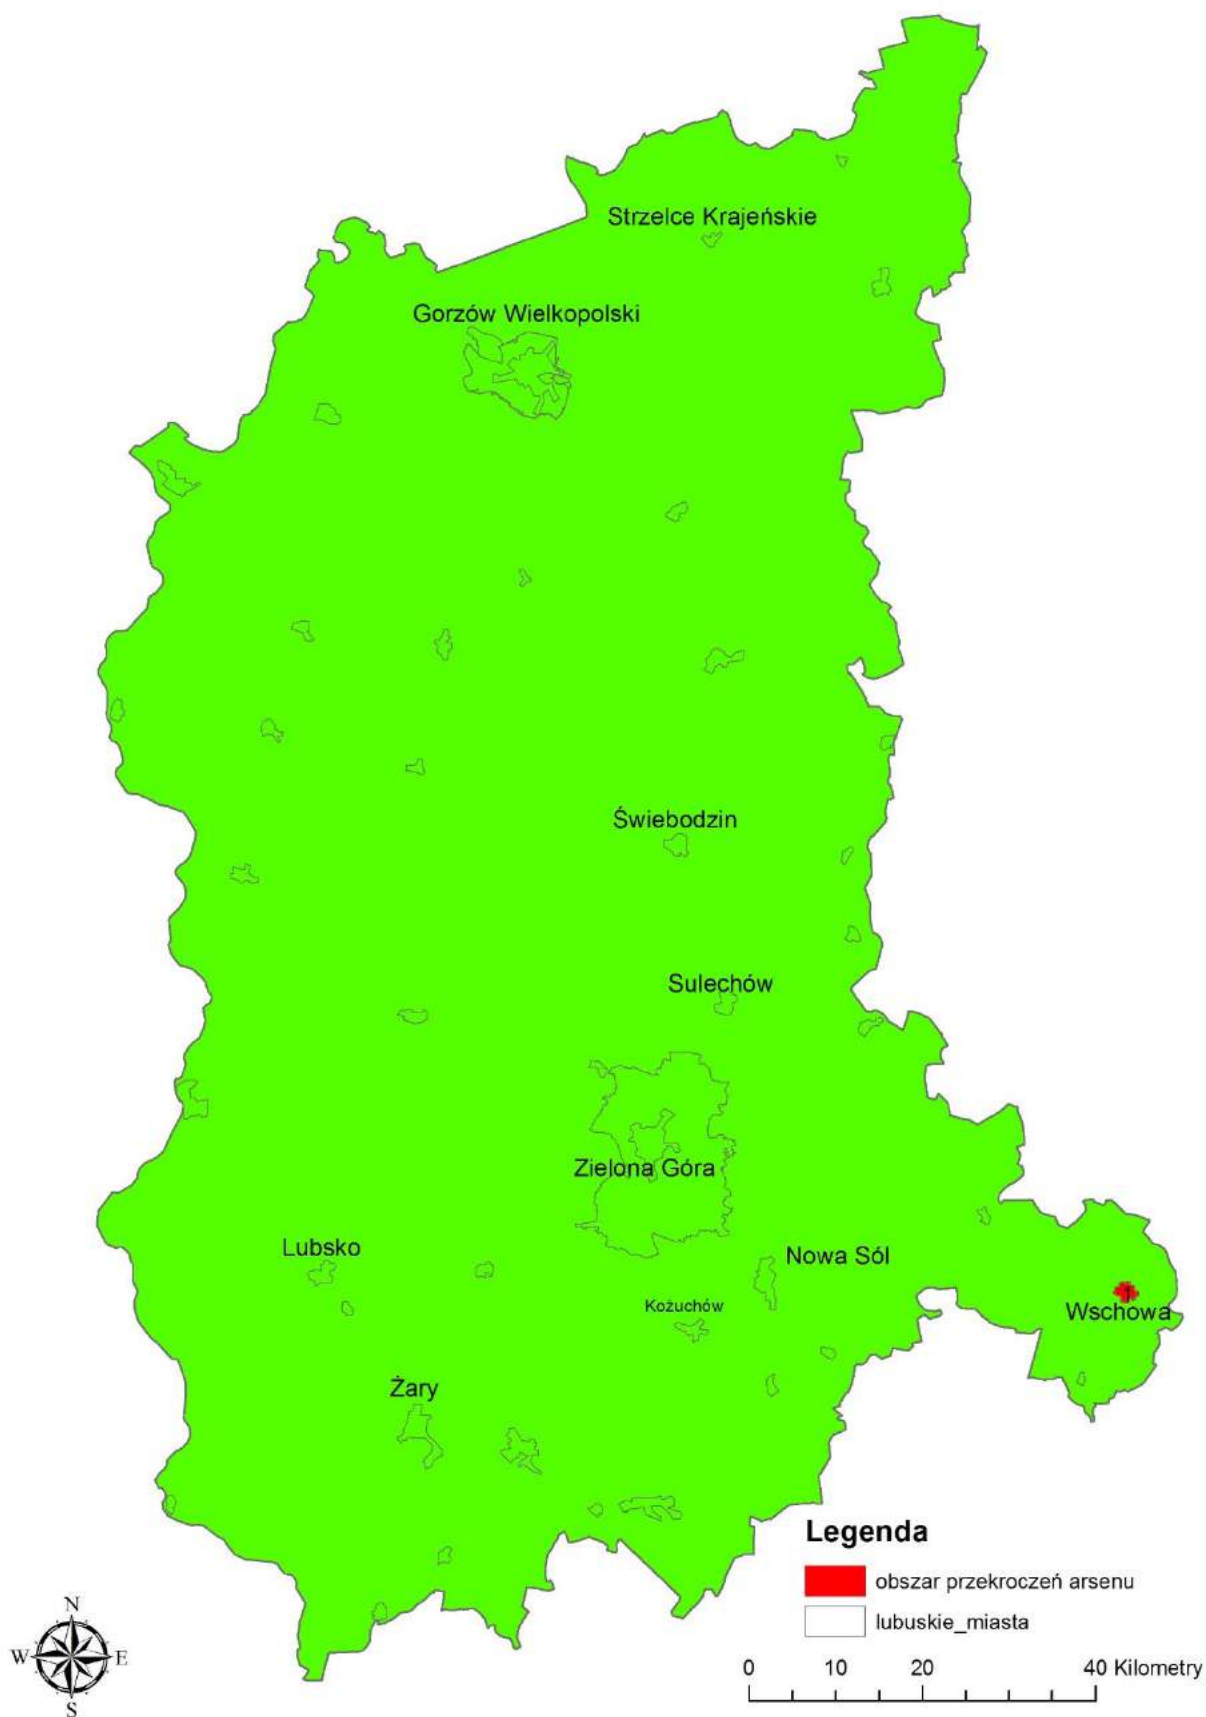 Strzelce Krajeńskie
Gorzów Wielkopolski
Świebodzin
Sulechów
Zielona Góra
Lubsko
Nowa Sól
Kożuchów
Wschowa
Żary
Legenda
obszar przekroczeń arsenu
lubuskie_miasta
N
W E
S
0 10 20 40 Kilometry